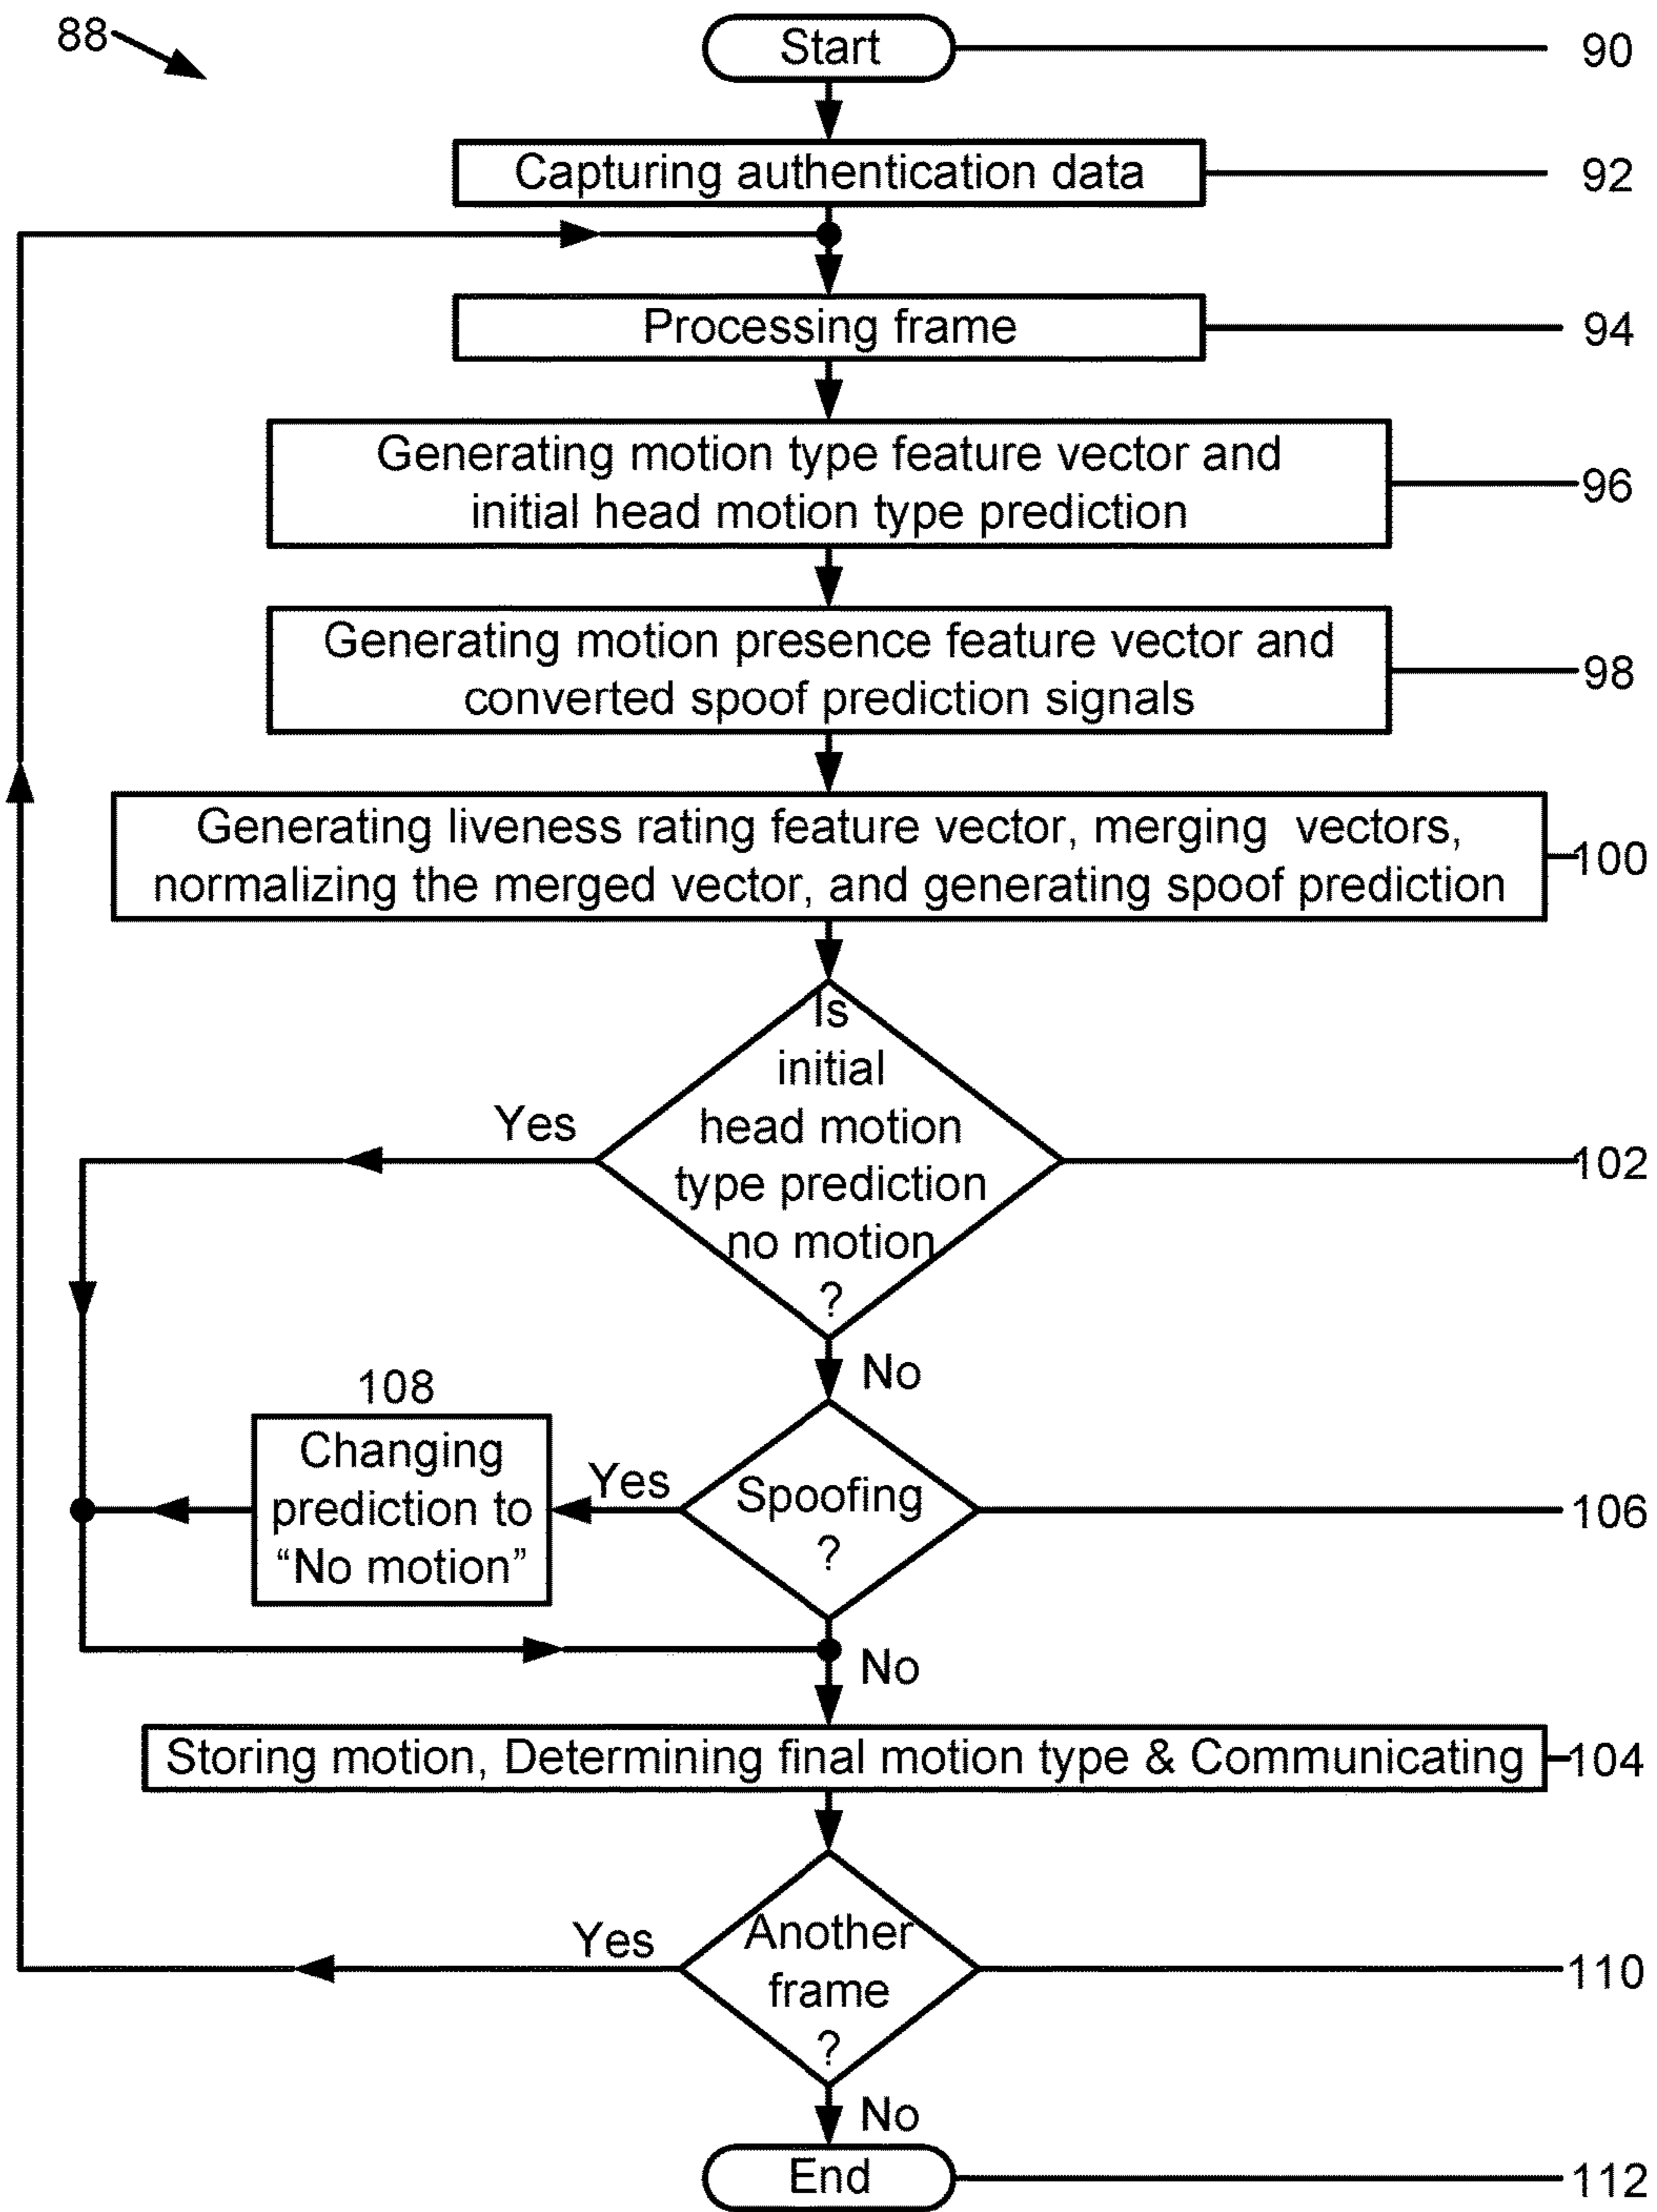 88
Start
90
Capturing authentication data
92
Processing frame
94
Generating motion type feature vector and
initial head motion type prediction
96
Generating motion presence feature vector and
converted spoof prediction signals
98
Generating liveness rating feature vector, merging vectors,
normalizing the merged vector, and generating spoof prediction
100
Is
initial
head motion
type prediction
no motion
?
Yes
102
No
108
Changing
prediction to
“No motion”
Yes
Spoofing
?
106
No
Storing motion, Determining final motion type & Communicating
104
Yes
Another
frame
?
110
No
End
112